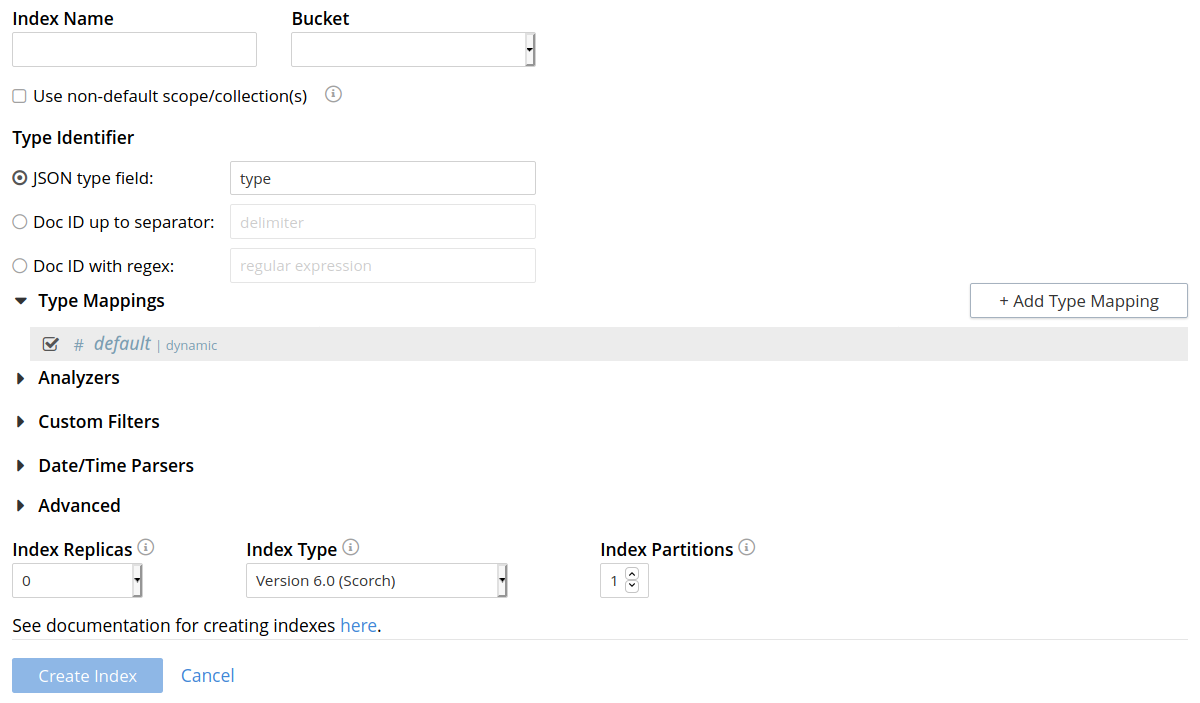 Index Name Bucket
Use non-default scope/collection(s)
Type Identifier
JSON type field: type
Doc ID up to separator: delimiter
Doc ID with regex: regular expression
Type Mappings + Add Type Mapping
# default | dynamic
Analyzers
Custom Filters
Date/Time Parsers
Advanced
Index Replicas Index Type Index Partitions
0 Version 6.0 (Scorch) 1
See documentation for creating indexes here.
Create Index Cancel